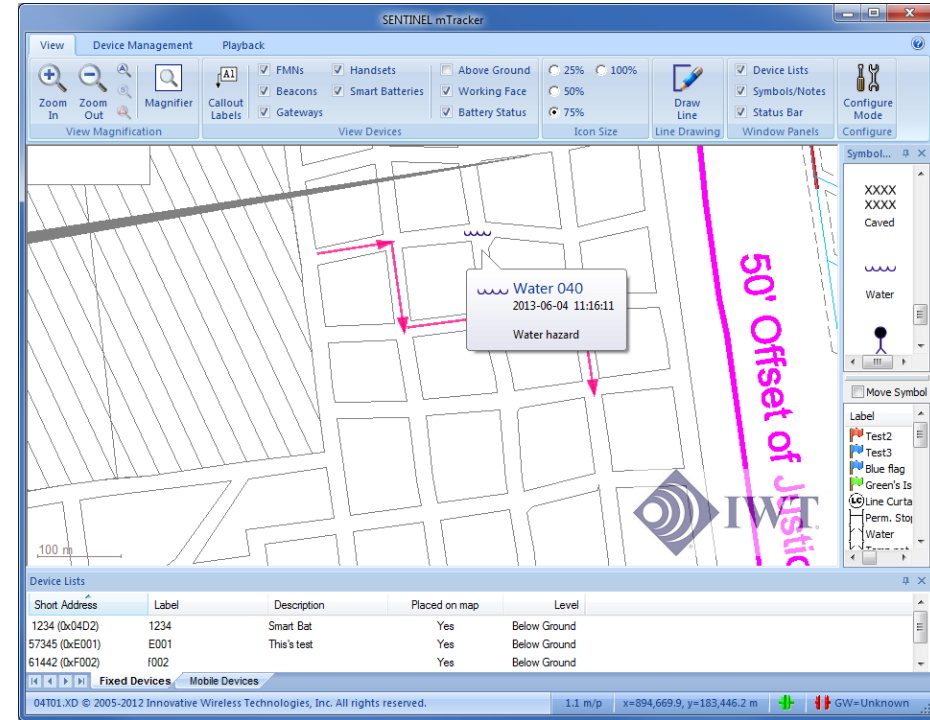 SENTINEL mTracker
View Device Management Playback
Zoom In
Zoom Out
Magnifier
View Magnification
Callout Labels
A1
FMNs
Beacons
Gateways
Handsets
Smart Batteries
Above Ground
Working Face
Battery Status
View Devices
25% 100%
50%
75%
Icon Size
Draw Line
Line Drawing
Device Lists
Symbols/Notes
Status Bar
Window Panels
Configure Mode
Configure
Water 040
2013-06-04 11:16:11
Water hazard
50' Offset of Justic
IWT
100 m
Symbol...
XXXX
XXXX
Caved
Water
Move Symbol
Label
Test2
Test3
Blue flag
Green's Is
LC Line Curta
Perm. Stop
Water
Device Lists
Short Address Label Description Placed on map Level
1234 (0x04D2) 1234 Smart Bat Yes Below Ground
57345 (0xE001) E001 This's test Yes Below Ground
61442 (0xF002) f002 Yes Below Ground
Fixed Devices Mobile Devices
04T01.XD © 2005-2012 Innovative Wireless Technologies, Inc. All rights reserved. 1.1 m/p x=894,669.9, y=183,446.2 m GW=Unknown